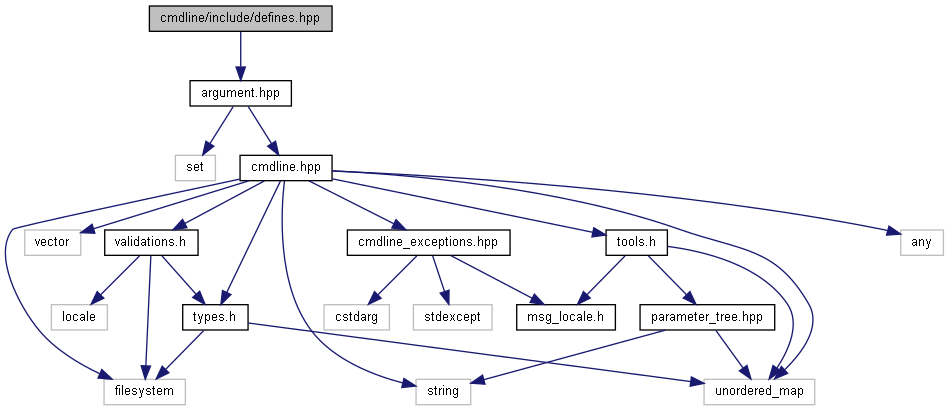 cmdline/include/defines.hpp
argument.hpp
set
cmdline.hpp
vector
validations.h
cmdline_exceptions.hpp
tools.h
any
locale
types.h
cstdarg
stdexcept
msg_locale.h
parameter_tree.hpp
filesystem
string
unordered_map